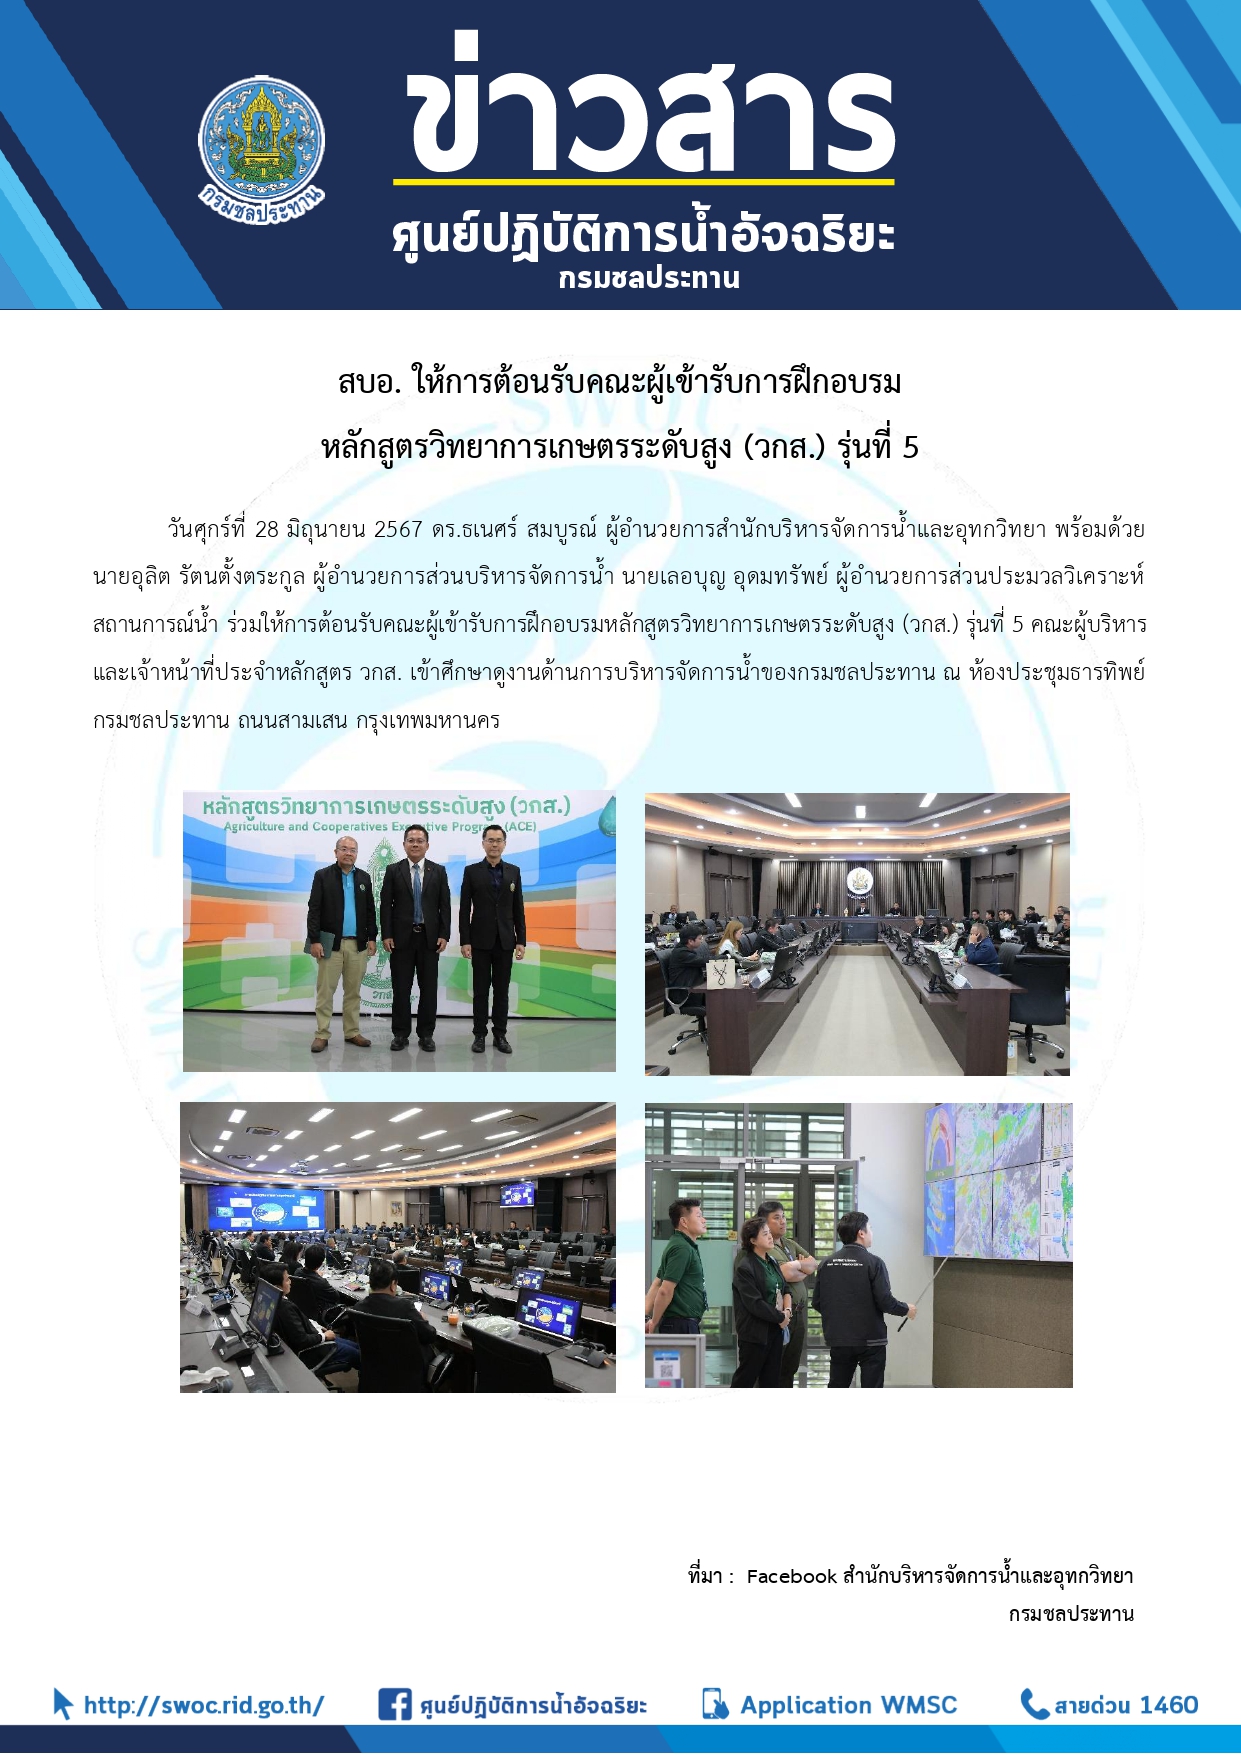 ข่าวสาร
กรมชลประทาน
ศูนย์ปฏิบัติการน้ำอัจฉริยะ
กรมชลประทาน
สบอ. ให้การต้อนรับคณะผู้เข้ารับการฝึกอบรม
หลักสูตรวิทยาการเกษตรระดับสูง (วกส.) รุ่นที่ 5
วันศุกร์ที่ 28 มิถุนายน 2567 ดร.ธเนศร์ สมบูรณ์ ผู้อำนวยการสำนักบริหารจัดการน้ำและอุทกวิทยา พร้อมด้วย
นายอุลิต รัตนตั้งตระกูล ผู้อำนวยการส่วนบริหารจัดการน้ำ นายเลอบุญ อุดมทรัพย์ ผู้อำนวยการส่วนประมวลวิเคราะห์
สถานการณ์น้ำ ร่วมให้การต้อนรับคณะผู้เข้ารับการฝึกอบรมหลักสูตรวิทยาการเกษตรระดับสูง (วกส.) รุ่นที่ 5 คณะผู้บริหาร
และเจ้าหน้าที่ประจำหลักสูตร วกส. เข้าศึกษาดูงานด้านการบริหารจัดการน้ำของกรมชลประทาน ณ ห้องประชุมธารทิพย์
กรมชลประทาน ถนนสามเสน กรุงเทพมหานคร
หลักสูตรวิทยาการเกษตรระดับสูง (วกส.)
Agriculture and Cooperatives Executive Program (ACE)
ที่มา : Facebook สำนักบริหารจัดการน้ำและอุทกวิทยา
กรมชลประทาน
http://swoc.rid.go.th/
ศูนย์ปฏิบัติการน้ำอัจฉริยะ
Application WMSC
สายด่วน 1460